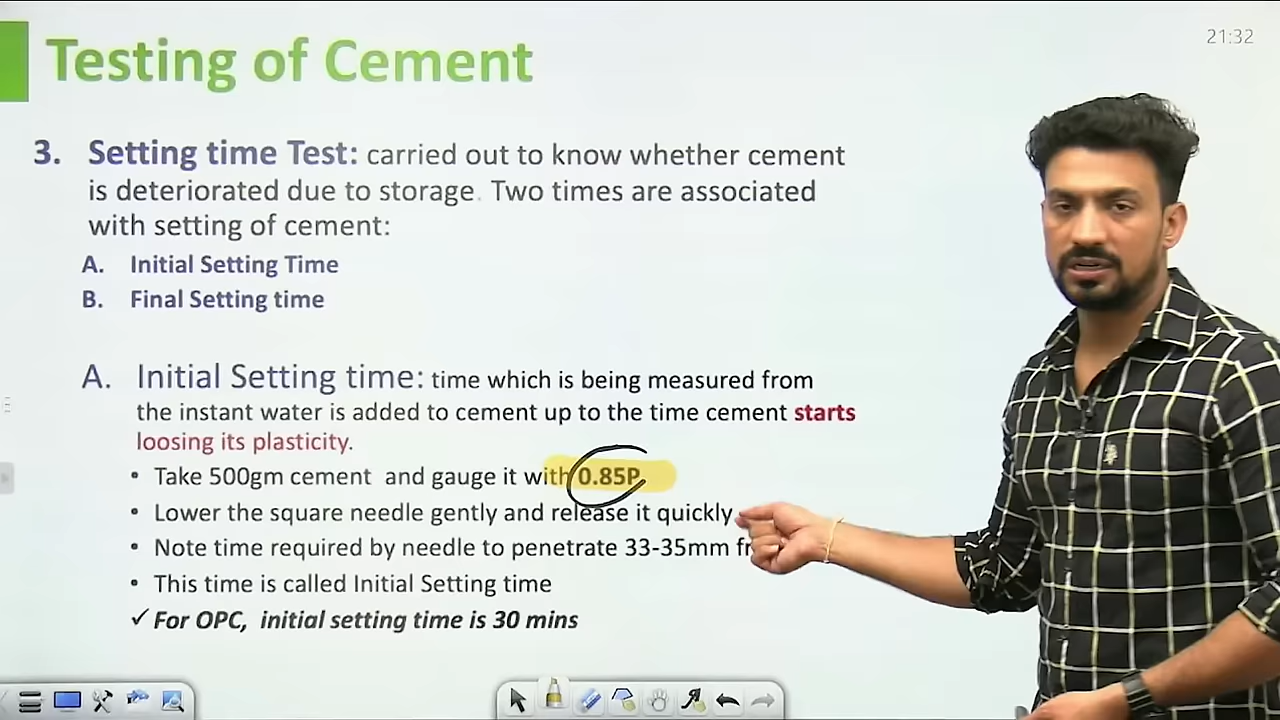 21:32
Testing of Cement
3. Setting time Test: carried out to know whether cement
is deteriorated due to storage. Two times are associated
with setting of cement:
A. Initial Setting Time
B. Final Setting time
A. Initial Setting time: time which is being measured from
the instant water is added to cement up to the time cement starts
loosing its plasticity.
• Take 500gm cement and gauge it with 0.85P
• Lower the square needle gently and release it quickly
• Note time required by needle to penetrate 33-35mm
• This time is called Initial Setting time
✓ For OPC, initial setting time is 30 mins